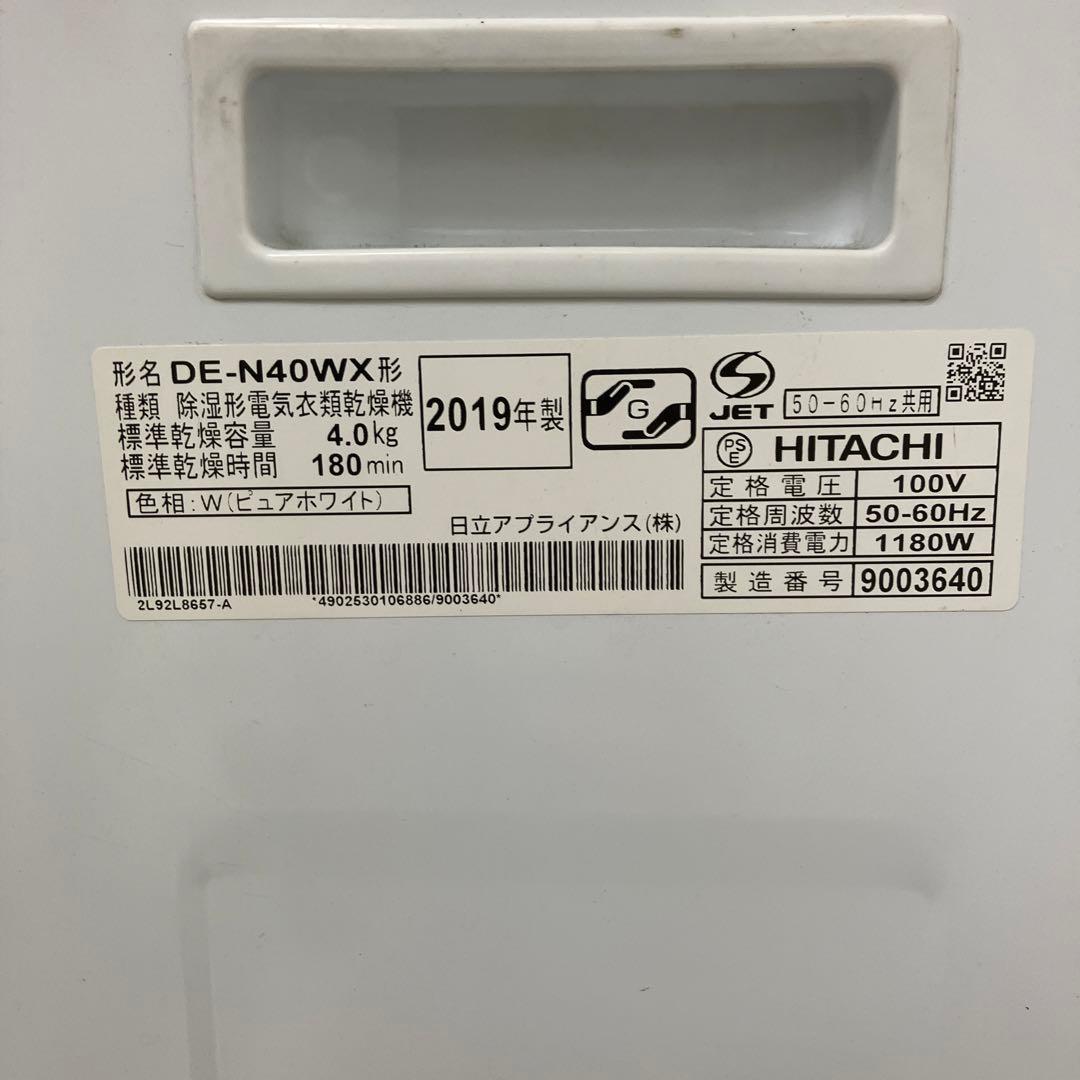 形名 DE-N40WX形
種類 除湿形電気衣類乾燥機
標準乾燥容量 4.0kg
標準乾燥時間 180min
色相:W(ピュアホワイト)
2019年製
G
JET
50-60Hz共用
日立アプライアンス(株)
PSE HITACHI
定格電圧 100V
定格周波数 50-60Hz
定格消費電力 1180W
製造番号 9003640
2L92L8657-A
*4902530106886/9003640*